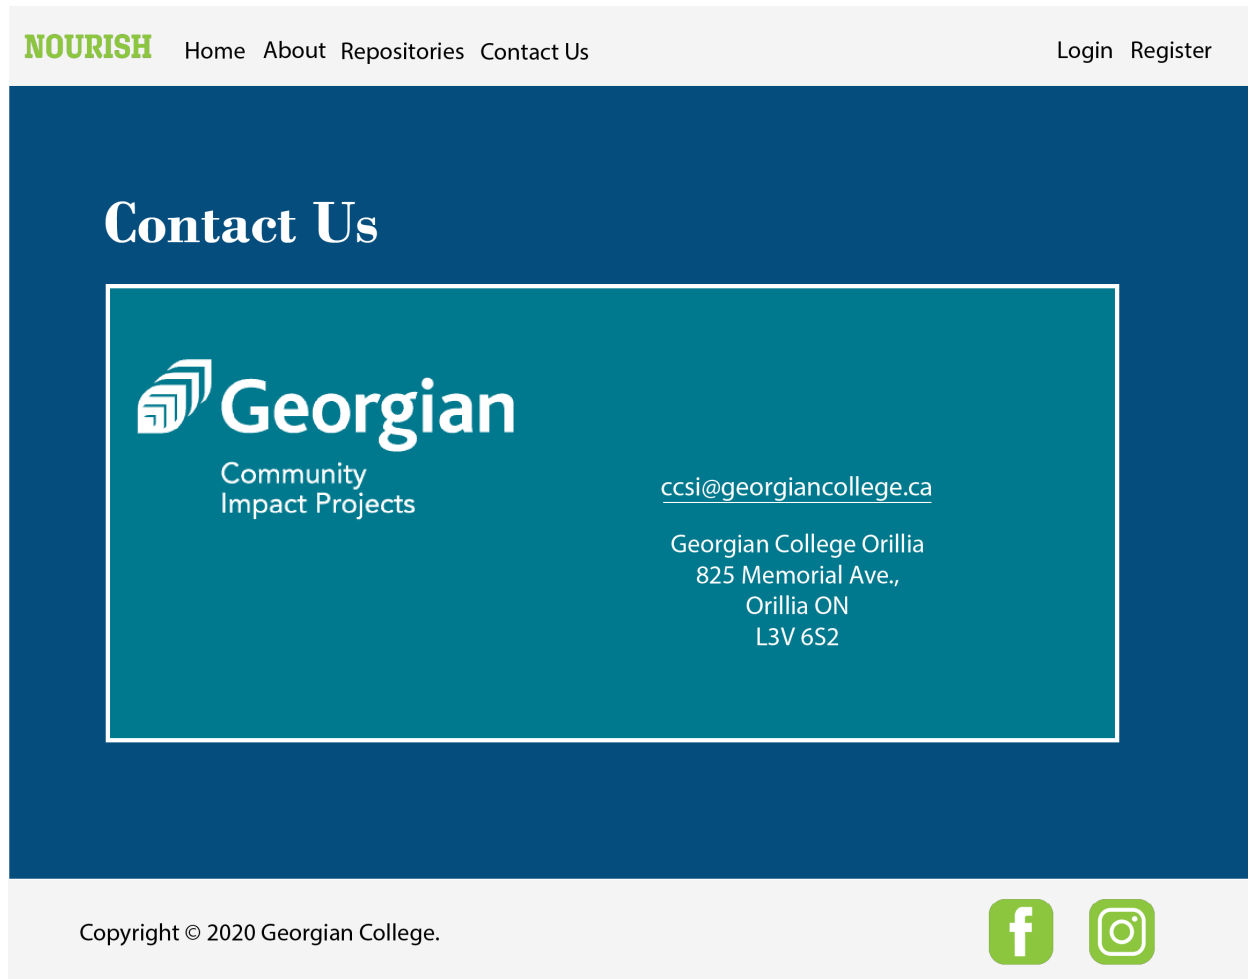 NOURISH Home About Repositories Contact Us Login Register
Contact Us
Georgian
Community
Impact Projects
ccsi@georgiancollege.ca
Georgian College Orillia
825 Memorial Ave.,
Orillia ON
L3V 6S2
Copyright © 2020 Georgian College.